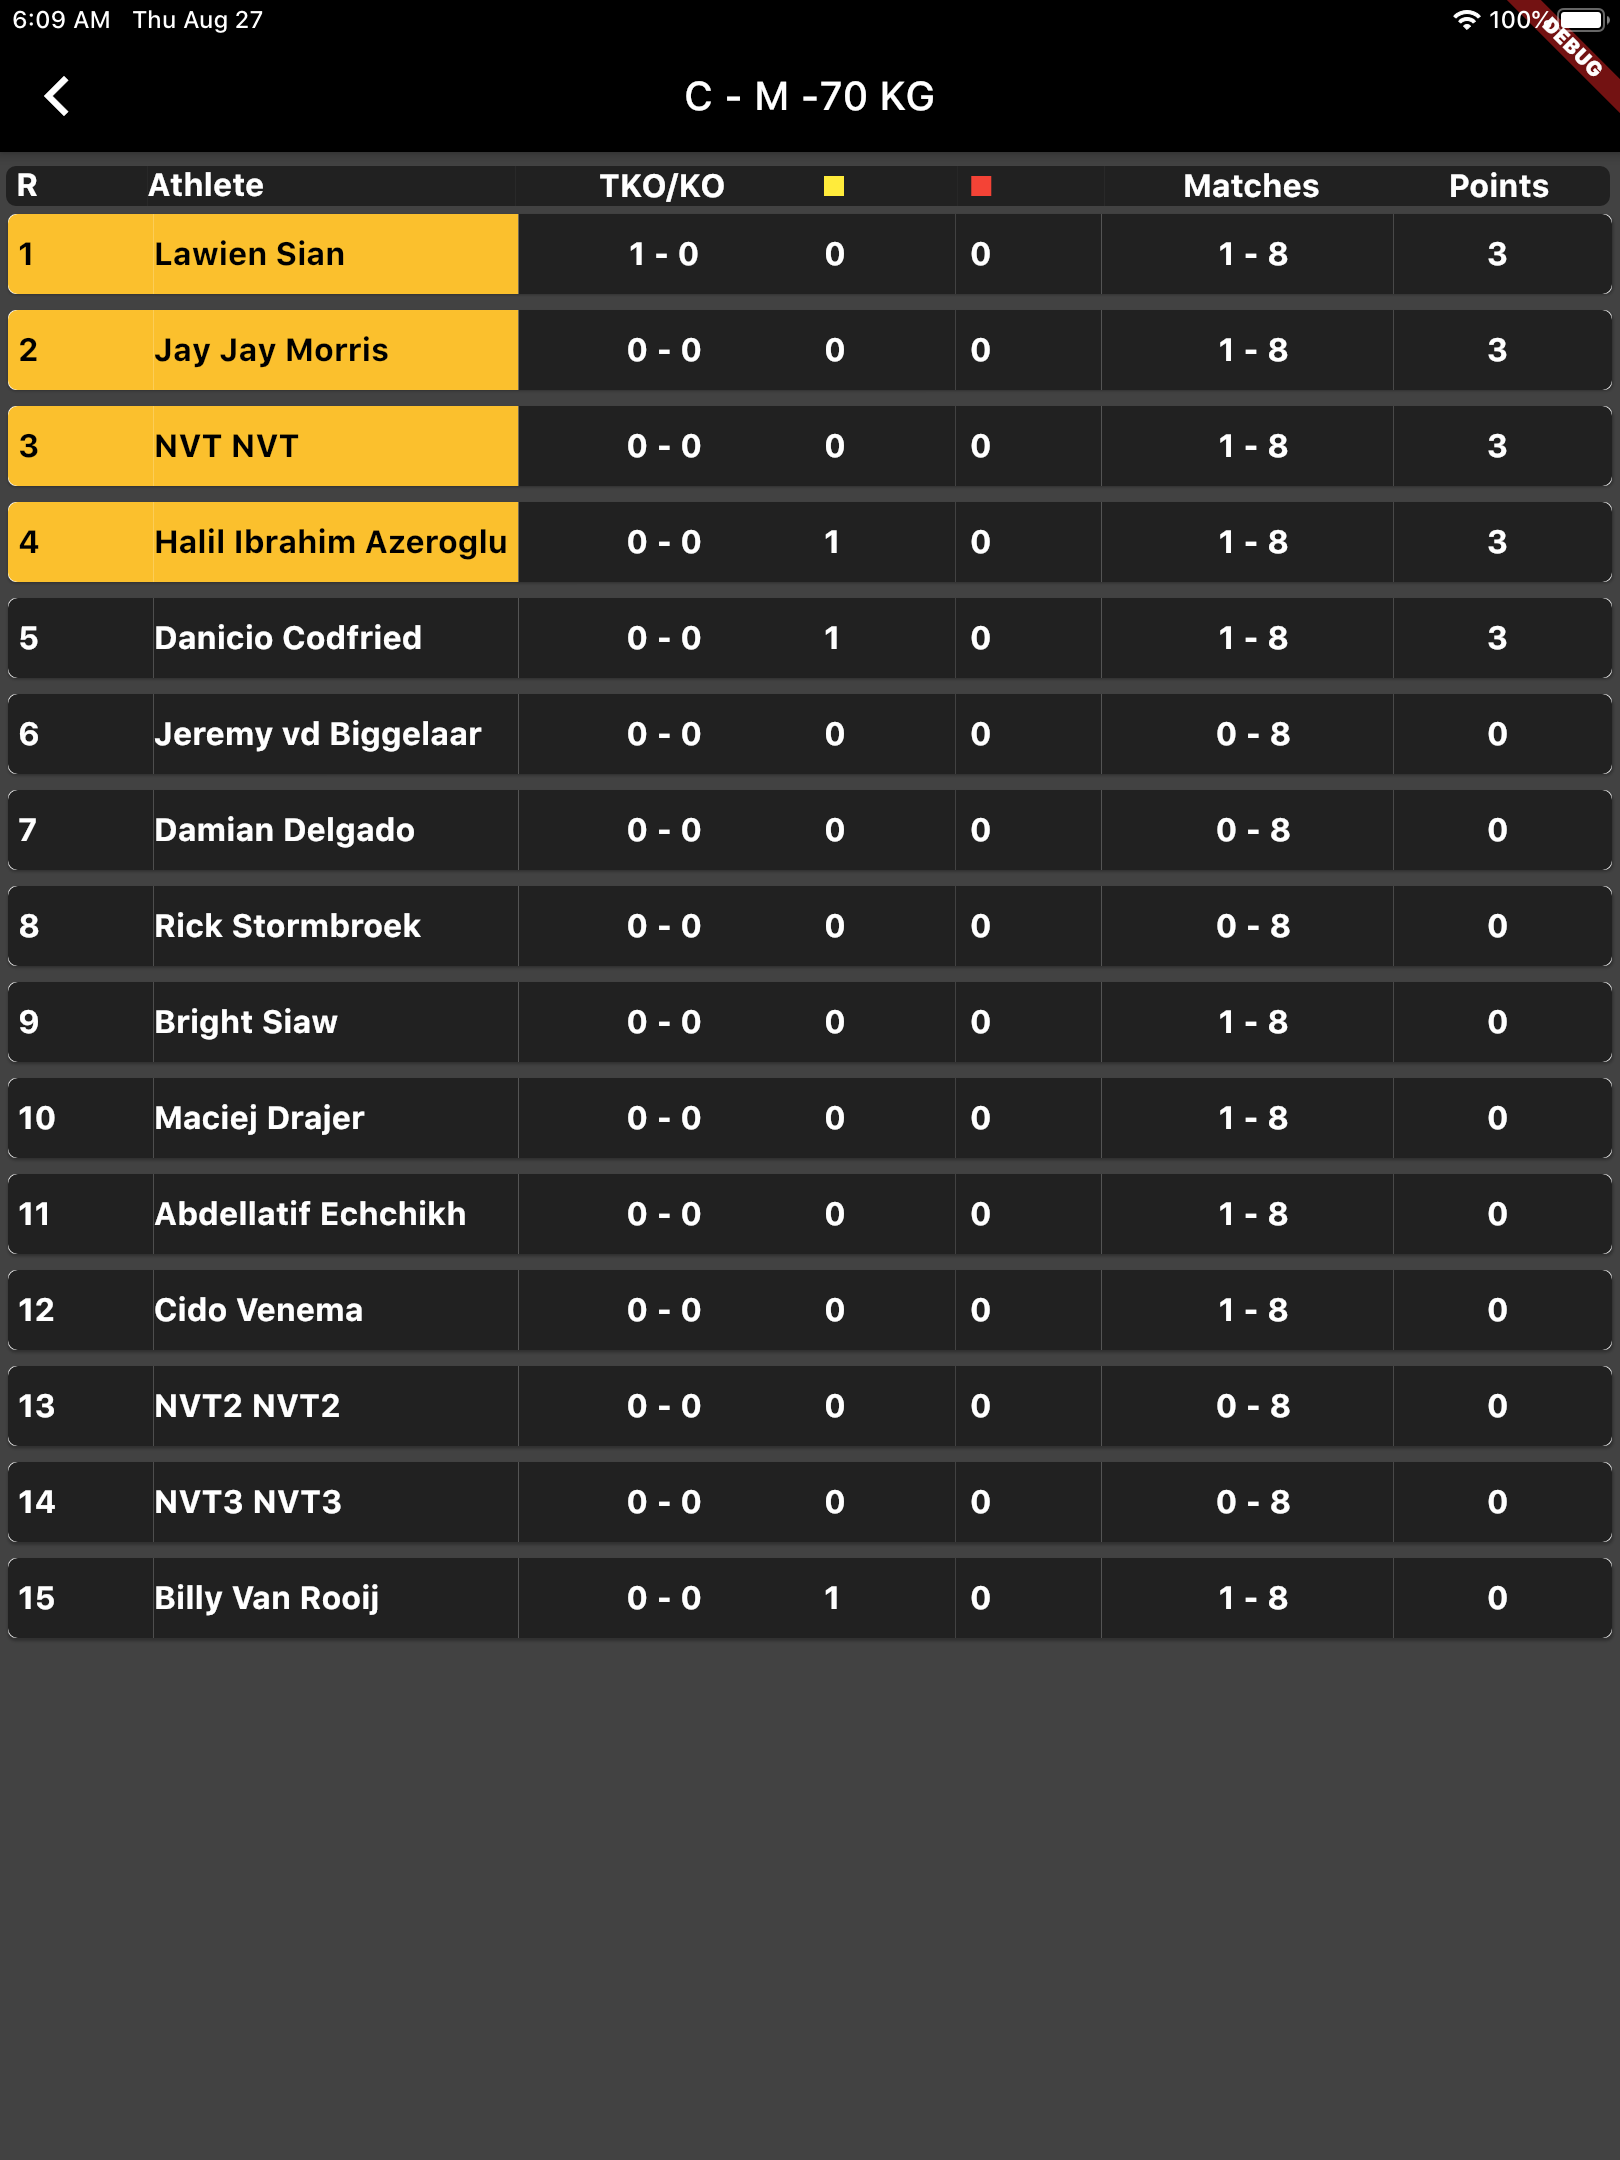 6:09 AM Thu Aug 27 100%
DEBUG
C - M -70 KG
R Athlete TKO/KO Matches Points
1 Lawien Sian 1 - 0 0 0 1 - 8 3
2 Jay Jay Morris 0 - 0 0 0 1 - 8 3
3 NVT NVT 0 - 0 0 0 1 - 8 3
4 Halil Ibrahim Azeroglu 0 - 0 1 0 1 - 8 3
5 Danicio Codfried 0 - 0 1 0 1 - 8 3
6 Jeremy vd Biggelaar 0 - 0 0 0 0 - 8 0
7 Damian Delgado 0 - 0 0 0 0 - 8 0
8 Rick Stormbroek 0 - 0 0 0 0 - 8 0
9 Bright Siaw 0 - 0 0 0 1 - 8 0
10 Maciej Drajer 0 - 0 0 0 1 - 8 0
11 Abdellatif Echchikh 0 - 0 0 0 1 - 8 0
12 Cido Venema 0 - 0 0 0 1 - 8 0
13 NVT2 NVT2 0 - 0 0 0 0 - 8 0
14 NVT3 NVT3 0 - 0 0 0 0 - 8 0
15 Billy Van Rooij 0 - 0 1 0 1 - 8 0